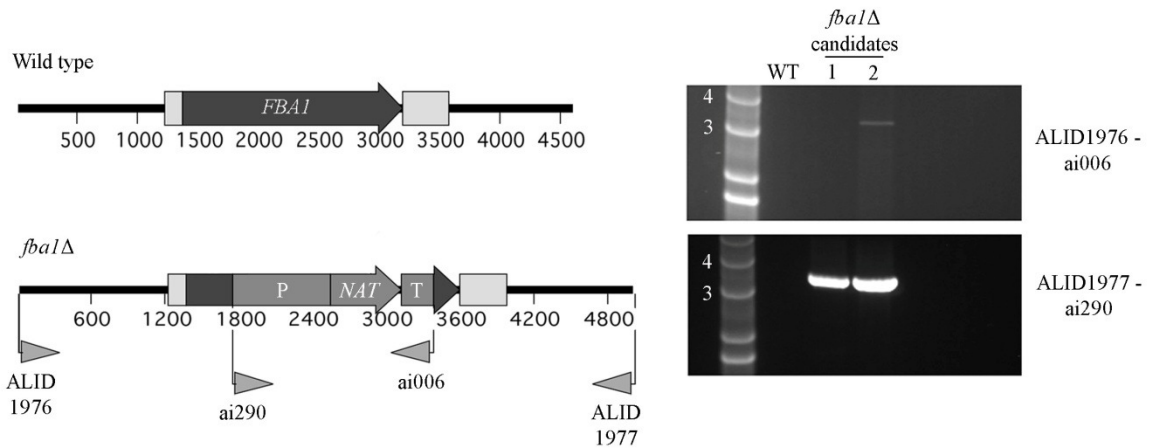 Wild type
FBA1
500 1000 1500 2000 2500 3000 3500 4000 4500
fba1Δ
P NAT T
600 1200 1800 2400 3000 3600 4200 4800
ALID
1976
ai290
ai006
ALID
1977
fba1Δ
candidates
WT 1 2
4
3
ALID1976 -
ai006
4
3
ALID1977 -
ai290